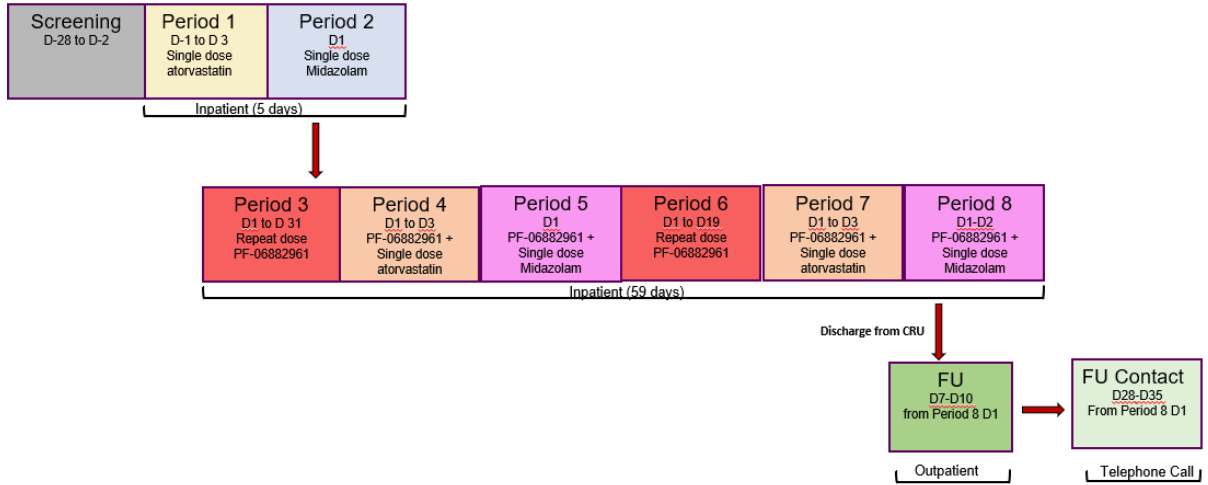 Screening
D-28 to D-2
Period 1
D-1 to D 3
Single dose
atorvastatin
Period 2
D1
Single dose
Midazolam
Inpatient (5 days)
Period 3
D1 to D 31
Repeat dose
PF-06882961
Period 4
D1 to D3
PF-06882961 +
Single dose
atorvastatin
Period 5
D1
PF-06882961 +
Single dose
Midazolam
Period 6
D1 to D19
Repeat dose
PF-06882961
Period 7
D1 to D3
PF-06882961 +
Single dose
atorvastatin
Period 8
D1-D2
PF-06882961 +
Single dose
Midazolam
Inpatient (59 days)
Discharge from CRU
FU
D7-D10
from Period 8 D1
FU Contact
D28-D35
From Period 8 D1
Outpatient
Telephone Call